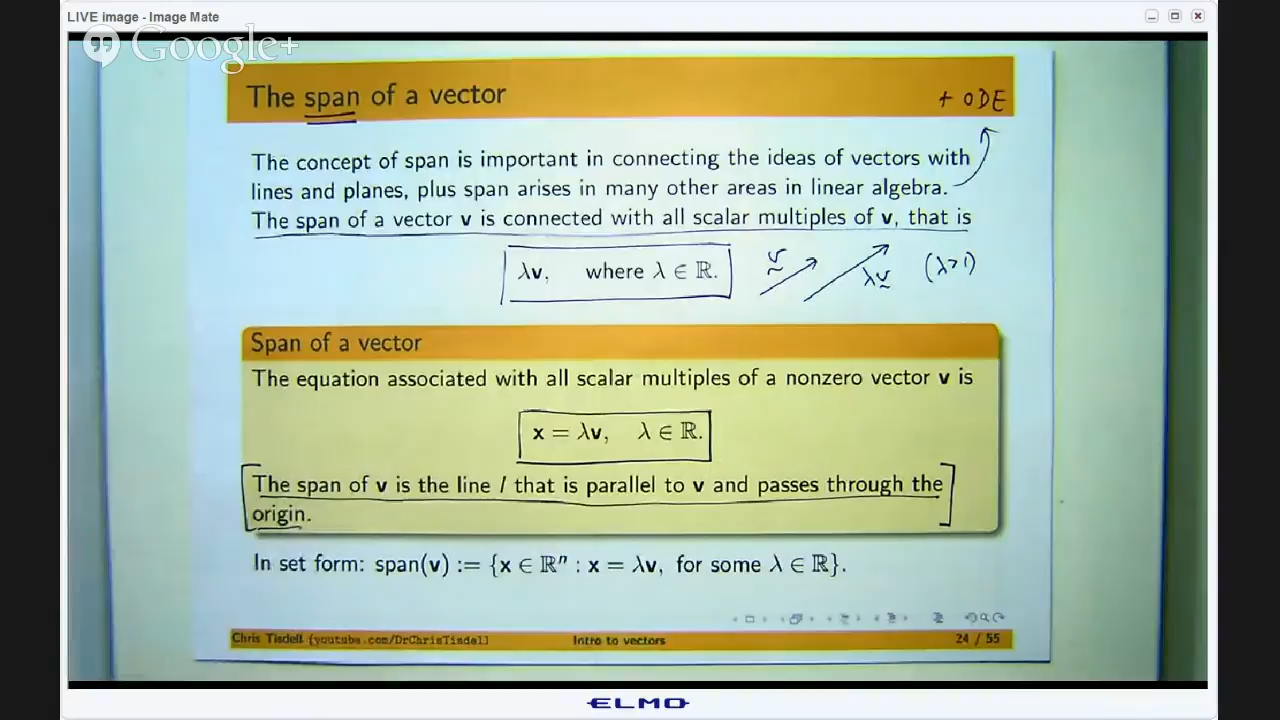 LIVE image - Image Mate
Google+
The span of a vector
+ ODE
The concept of span is important in connecting the ideas of vectors with
lines and planes, plus span arises in many other areas in linear algebra.
The span of a vector v is connected with all scalar multiples of v, that is
λv, where λ ∈ ℝ.
v
λv
(λ>1)
Span of a vector
The equation associated with all scalar multiples of a nonzero vector v is
x = λv, λ ∈ ℝ.
The span of v is the line l that is parallel to v and passes through the
origin.
In set form: span(v) := {x ∈ ℝⁿ : x = λv, for some λ ∈ ℝ}.
Chris Tisdell (youtube.com/DrChrisTisdell)
Intro to vectors
24 / 55
ELMO